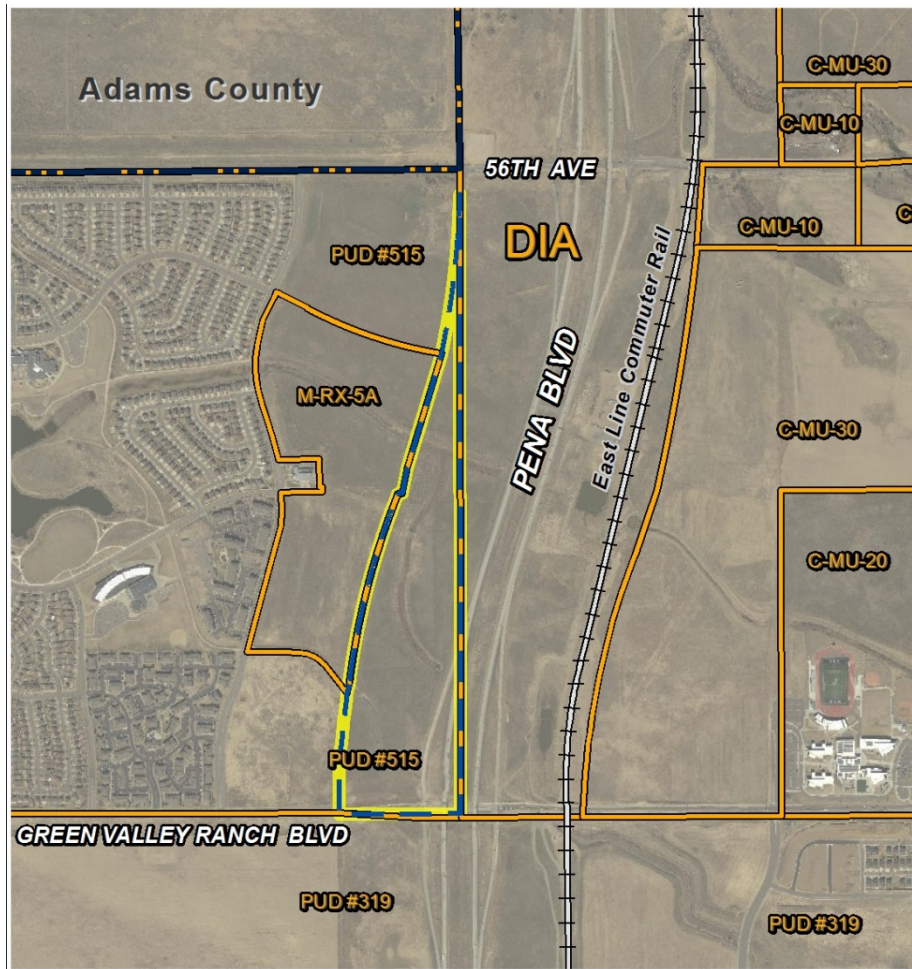 C-MU-30
Adams County
C-MU-10
56TH AVE
DIA
PUD #515
C-MU-10
C
M-RX-5A
PENA BLVD
East Line Commuter Rail
C-MU-30
C-MU-20
PUD #515
GREEN VALLEY RANCH BLVD
PUD #319
PUD #319